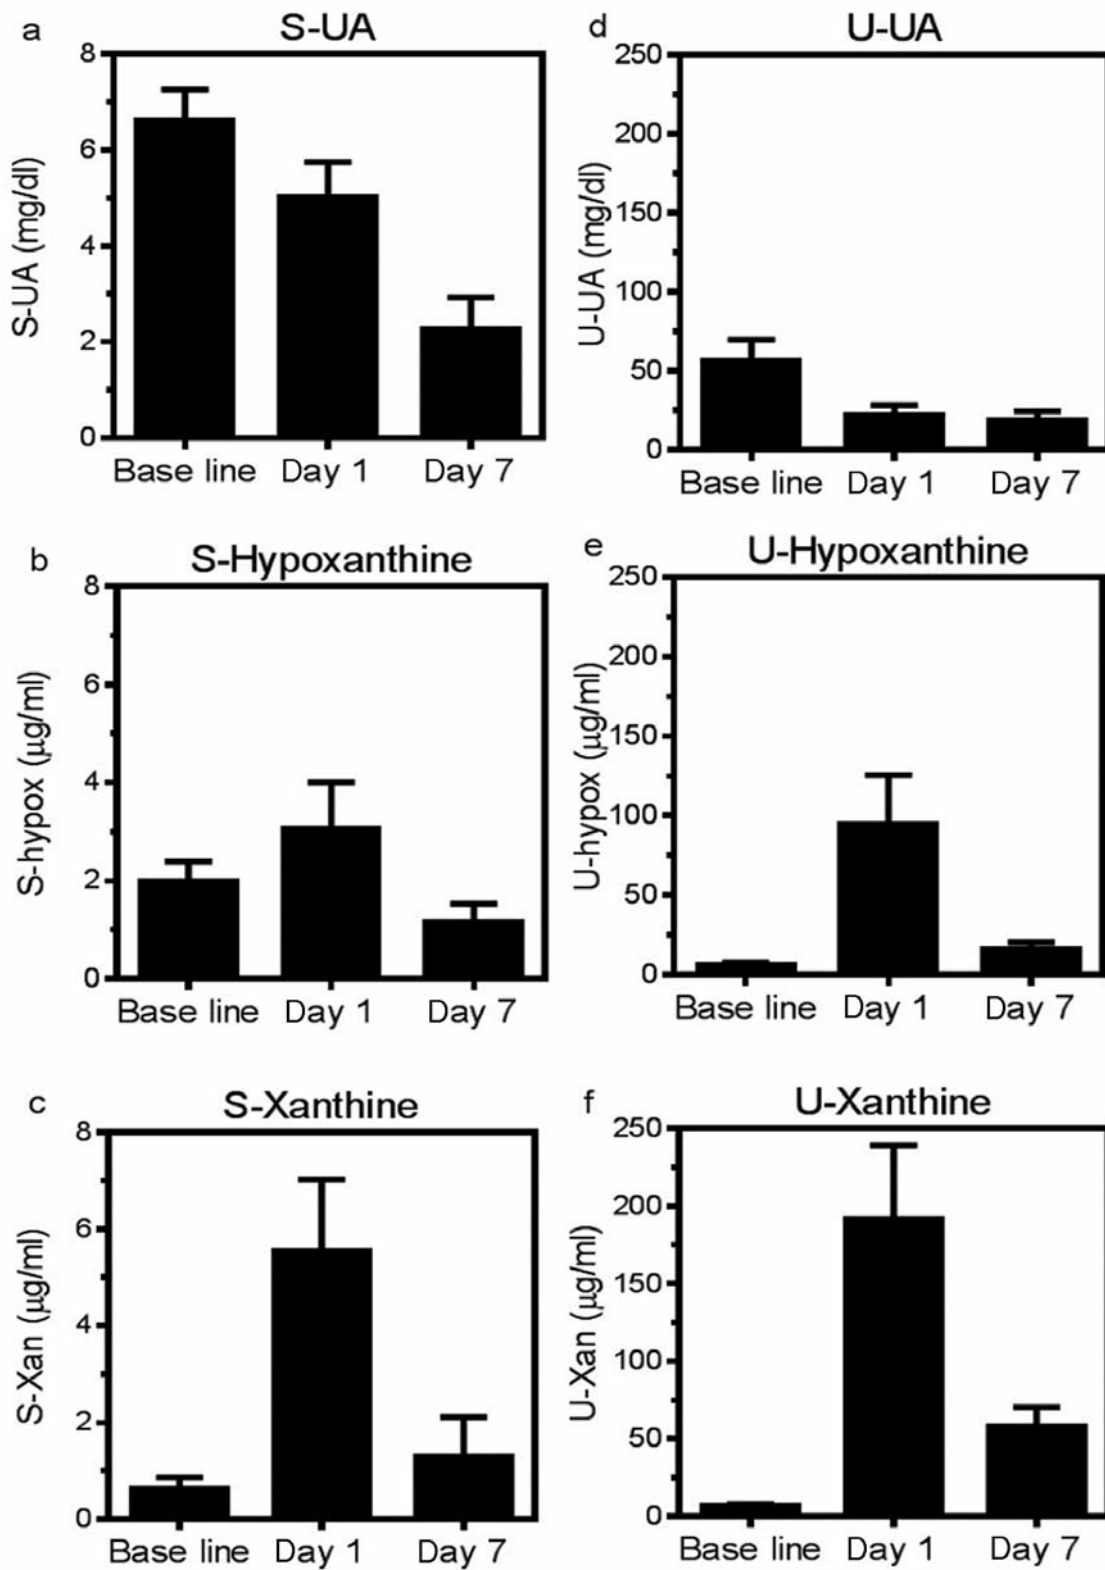 a
S-UA
S-UA (mg/dl)
8
6
4
2
0
Base line Day 1 Day 7
d
U-UA
U-UA (mg/dl)
250
200
150
100
50
0
Base line Day 1 Day 7
b
S-Hypoxanthine
S-hypox (μg/ml)
8
6
4
2
0
Base line Day 1 Day 7
e
U-Hypoxanthine
U-hypox (μg/ml)
250
200
150
100
50
0
Base line Day 1 Day 7
c
S-Xanthine
S-Xan (μg/ml)
8
6
4
2
0
Base line Day 1 Day 7
f
U-Xanthine
U-Xan (μg/ml)
250
200
150
100
50
0
Base line Day 1 Day 7